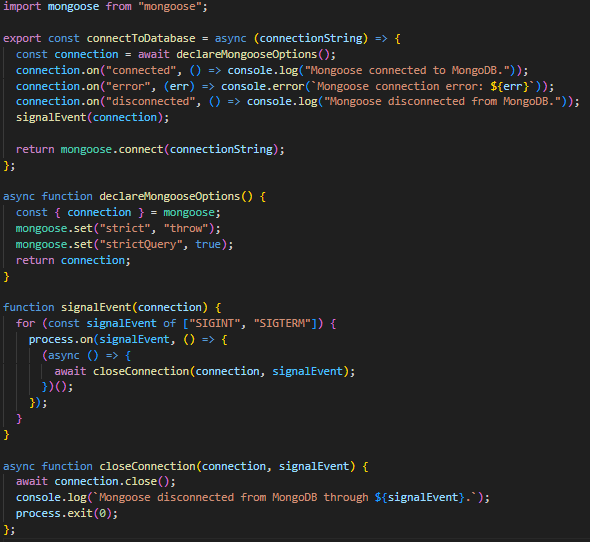 import mongoose from "mongoose";

export const connectToDatabase = async (connectionString) => {
  const connection = await declareMongooseOptions();
  connection.on("connected", () => console.log("Mongoose connected to MongoDB."));
  connection.on("error", (err) => console.error(`Mongoose connection error: ${err}`));
  connection.on("disconnected", () => console.log("Mongoose disconnected from MongoDB."));
  signalEvent(connection);

  return mongoose.connect(connectionString);
};

async function declareMongooseOptions() {
  const { connection } = mongoose;
  mongoose.set("strict", "throw");
  mongoose.set("strictQuery", true);
  return connection;
}

function signalEvent(connection) {
  for (const signalEvent of ["SIGINT", "SIGTERM"]) {
    process.on(signalEvent, () => {
      (async () => {
        await closeConnection(connection, signalEvent);
      })();
    });
  }
}

async function closeConnection(connection, signalEvent) {
  await connection.close();
  console.log(`Mongoose disconnected from MongoDB through ${signalEvent}.`);
  process.exit(0);
};